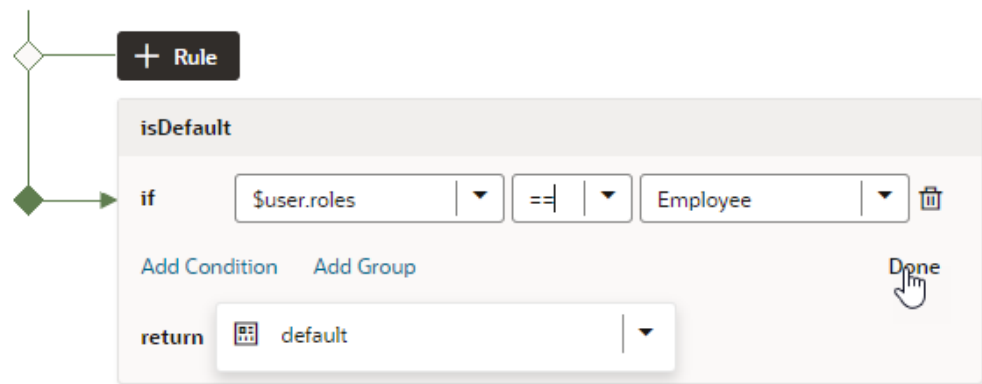 + Rule
isDefault
if $user.roles == Employee
Add Condition Add Group Done
return default